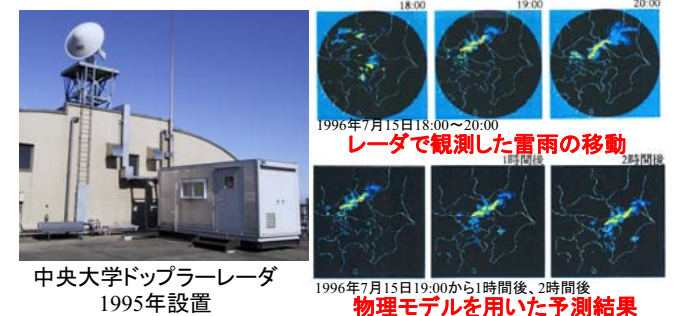 中央大学ドップラーレーダ
1995年設置
18:00
19:00
20:00
1996年7月15日18:00~20:00
レーダで観測した雷雨の移動
1時間後
2時間後
1996年7月15日19:00から1時間後、2時間後
物理モデルを用いた予測結果